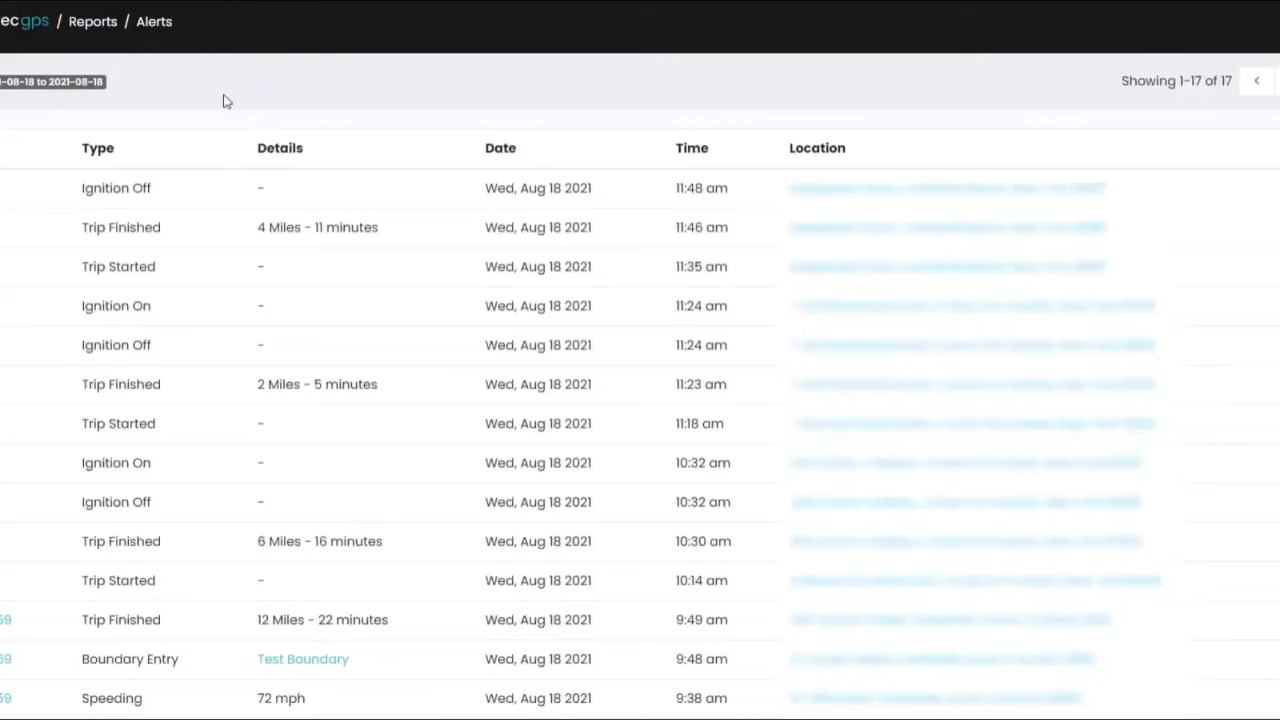 ecgps / Reports / Alerts
-08-18 to 2021-08-18
Showing 1-17 of 17 <
Type Details Date Time Location
Ignition Off - Wed, Aug 18 2021 11:48 am
Trip Finished 4 Miles - 11 minutes Wed, Aug 18 2021 11:46 am
Trip Started - Wed, Aug 18 2021 11:35 am
Ignition On - Wed, Aug 18 2021 11:24 am
Ignition Off - Wed, Aug 18 2021 11:24 am
Trip Finished 2 Miles - 5 minutes Wed, Aug 18 2021 11:23 am
Trip Started - Wed, Aug 18 2021 11:18 am
Ignition On - Wed, Aug 18 2021 10:32 am
Ignition Off - Wed, Aug 18 2021 10:32 am
Trip Finished 6 Miles - 16 minutes Wed, Aug 18 2021 10:30 am
Trip Started - Wed, Aug 18 2021 10:14 am
59 Trip Finished 12 Miles - 22 minutes Wed, Aug 18 2021 9:49 am
59 Boundary Entry Test Boundary Wed, Aug 18 2021 9:48 am
59 Speeding 72 mph Wed, Aug 18 2021 9:38 am